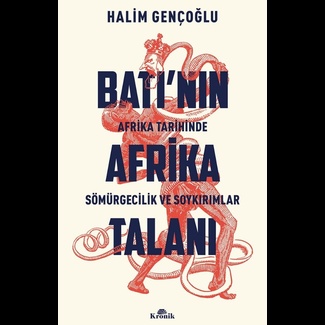 HALİM GENÇOĞLU
BATI'NIN
AFRİKA TARİHİNDE
AFRİKA
SÖMÜRGECİLİK VE SOYKIRIMLAR
TALANI
Kronik